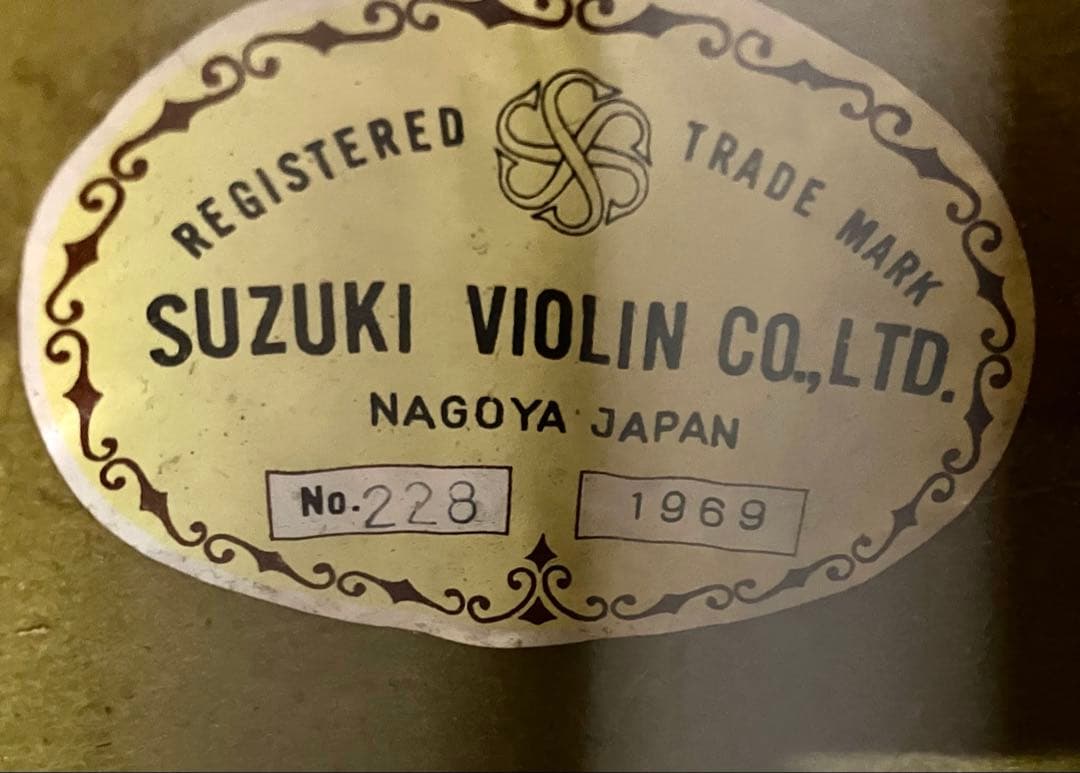 REGISTERED TRADE MARK
SUZUKI VIOLIN CO.,LTD.
NAGOYA JAPAN
No.228 1969